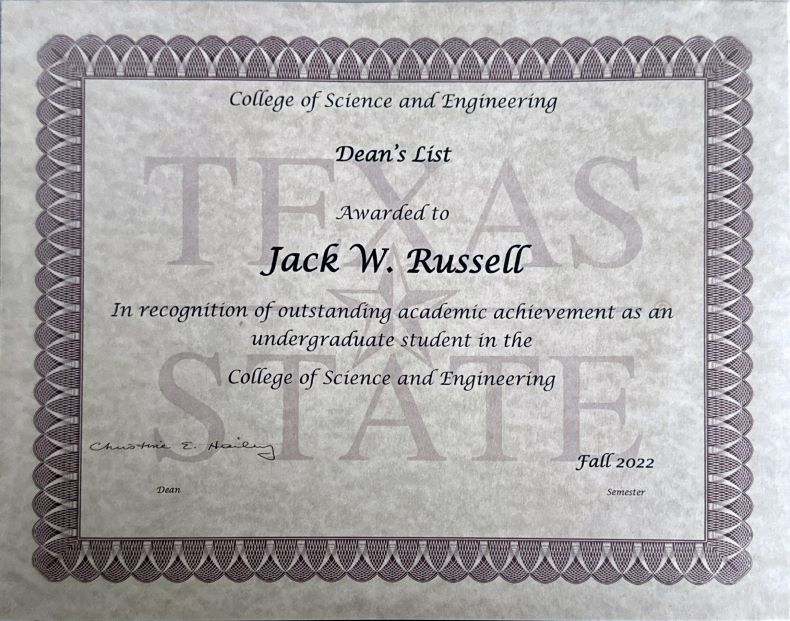 College of Science and Engineering
Dean's List
Awarded to
Jack W. Russell
In recognition of outstanding academic achievement as an
undergraduate student in the
College of Science and Engineering
Christine E. Hailey
Fall 2022
Dean
Semester
TEXAS
STATE